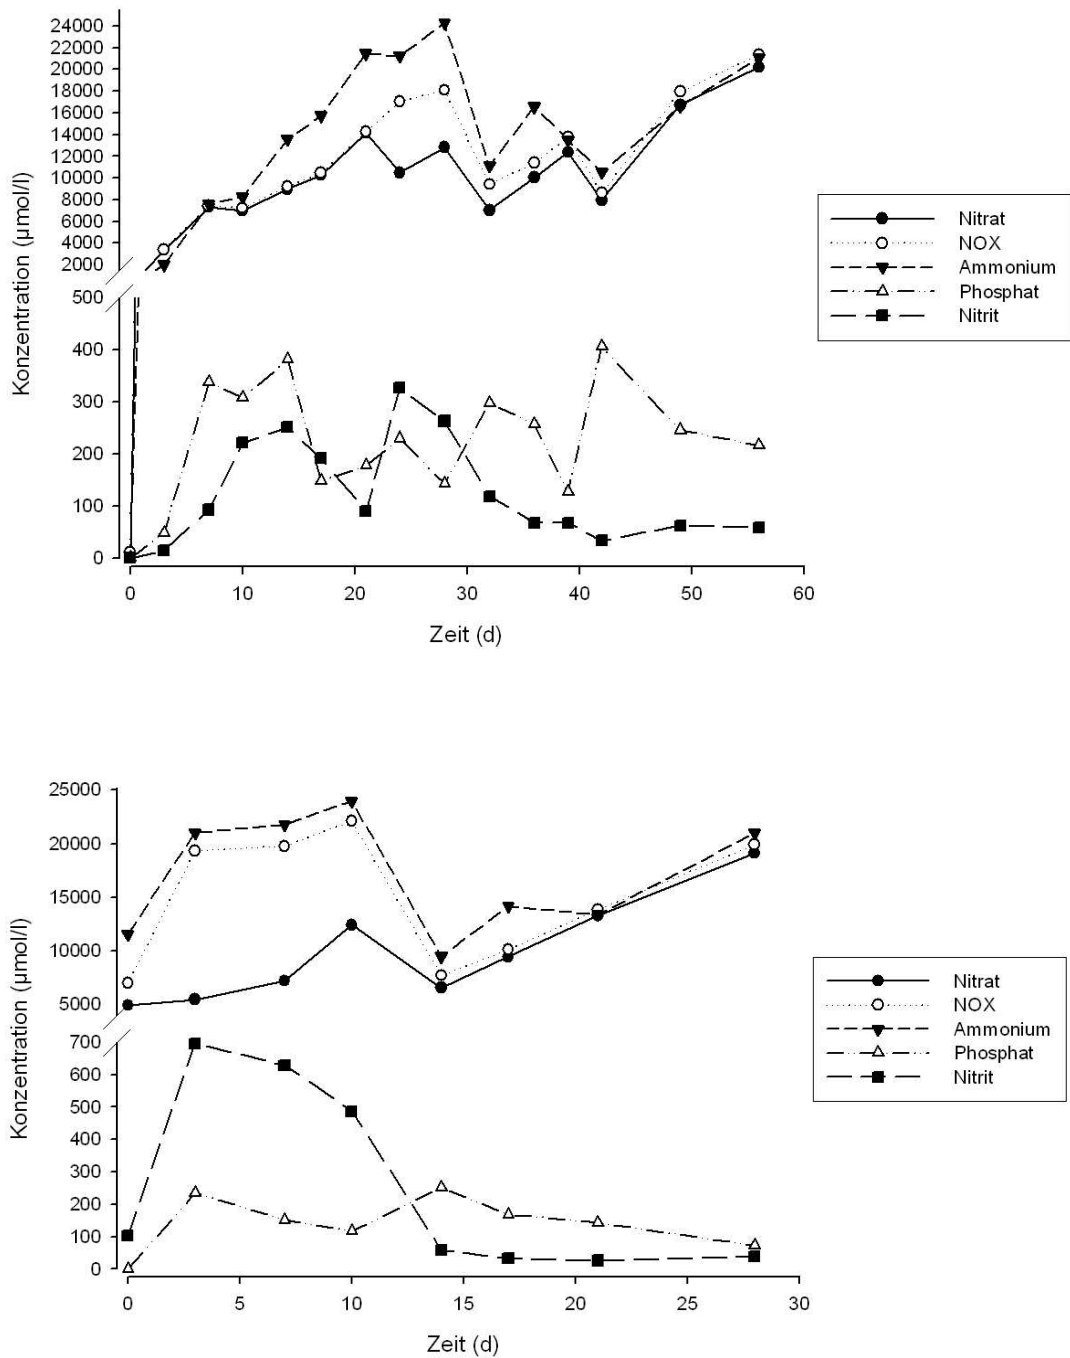 24000
22000
20000
18000
16000
14000
12000
10000
8000
6000
4000
2000
500
400
300
200
100
0
Konzentration (µmol/l)
0 10 20 30 40 50 60
Zeit (d)
Nitrat
NOX
Ammonium
Phosphat
Nitrit
25000
20000
15000
10000
5000
700
600
500
400
300
200
100
0
Konzentration (µmol/l)
0 5 10 15 20 25 30
Zeit (d)
Nitrat
NOX
Ammonium
Phosphat
Nitrit